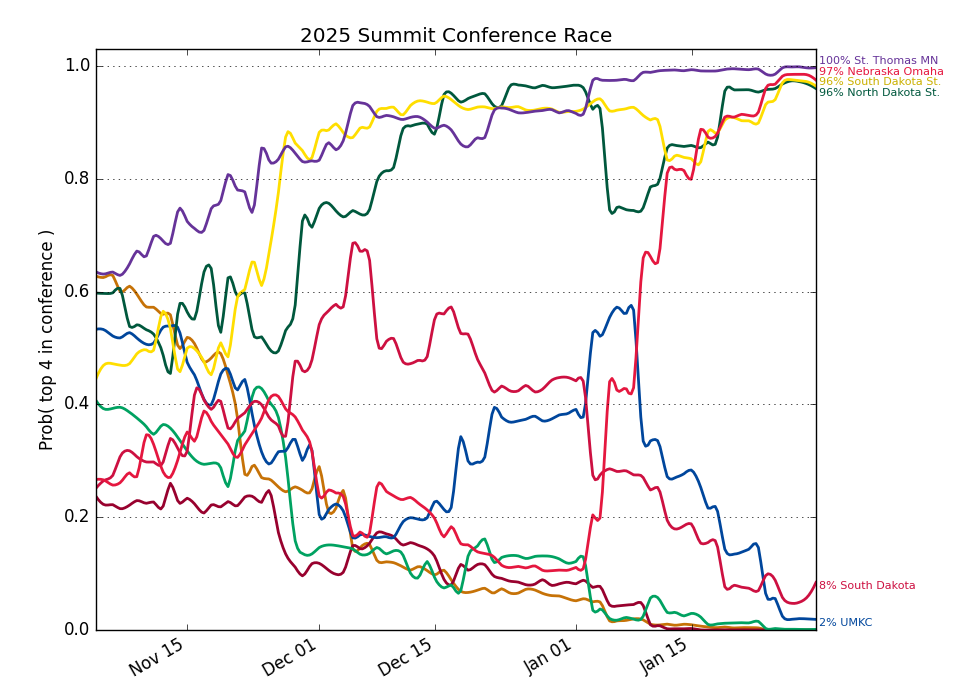 2025 Summit Conference Race
Prob( top 4 in conference )
1.0
0.8
0.6
0.4
0.2
0.0
Nov 15
Dec 01
Dec 15
Jan 01
Jan 15
100% St. Thomas MN
97% Nebraska Omaha
96% South Dakota St.
96% North Dakota St.
8% South Dakota
2% UMKC